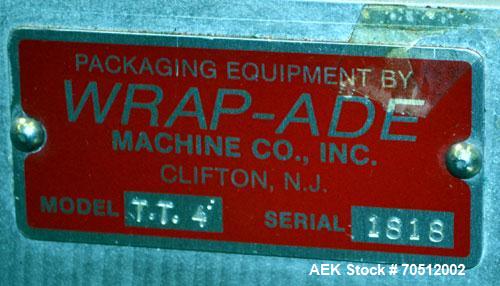 PACKAGING EQUIPMENT BY
WRAP-ADE
MACHINE CO., INC.
CLIFTON, N.J.
MODEL T.T. 4" SERIAL 1818
AEK Stock # 70512002